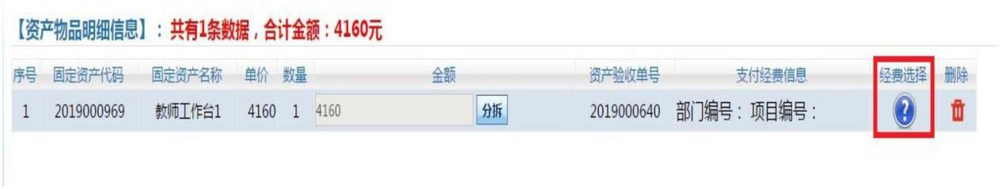 【资产物品明细信息】：共有1条数据，合计金额：4160元
序号 固定资产代码 固定资产名称 单价 数量 金额 资产验收单号 支付经费信息 经费选择 删除
1 2019000969 教师工作台1 4160 1 4160 分拆 2019000640 部门编号： 项目编号： ?